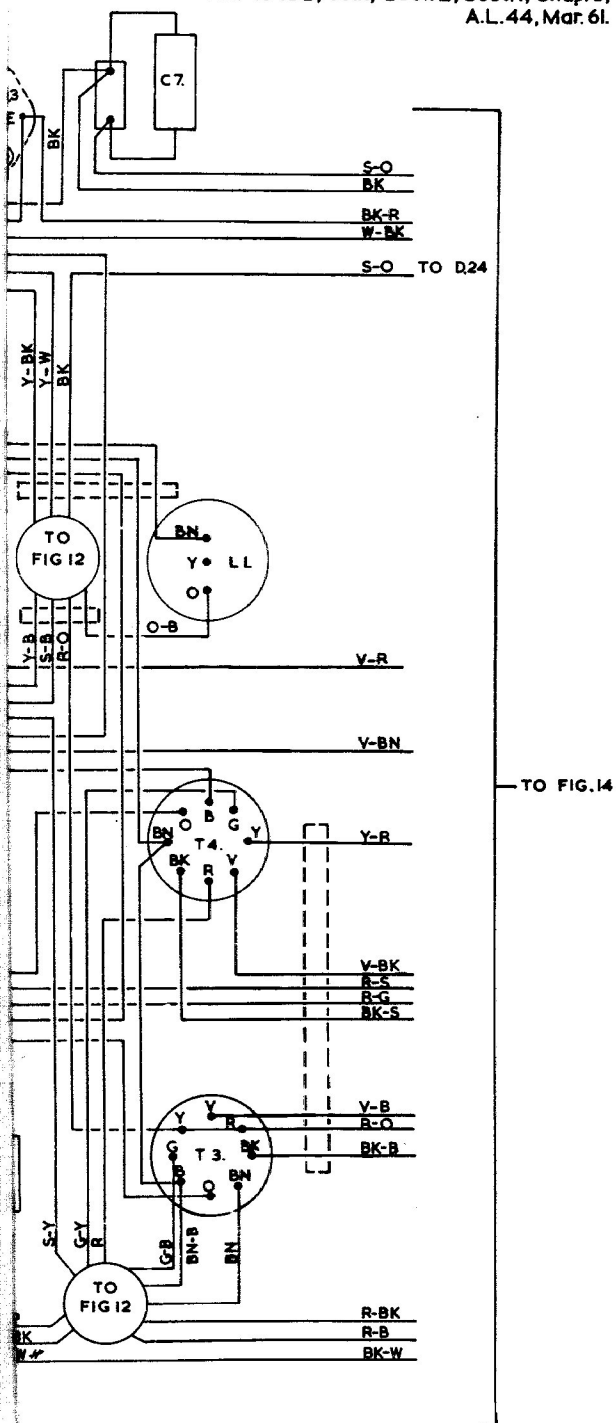 A.L. 44, Mar. 61.
C7.
3
E
BK
S-O
BK
BK-R
W-BK
S-O TO D.24
Y-BK
Y-W
BK
TO
FIG 12
BN
Y LL
O
O-B
Y-B
S-B
R-O
V-R
V-BN
TO FIG. 14
B
O G
BN T4. Y
BK R V
Y-R
V-BK
R-S
R-G
BK-S
V-B
R-O
BK-B
V
Y R
G T3. BK
B BN
O
S-Y
G-Y
R
G-B
BN-B
BN
TO
FIG 12
R-BK
R-B
BK-W
BK